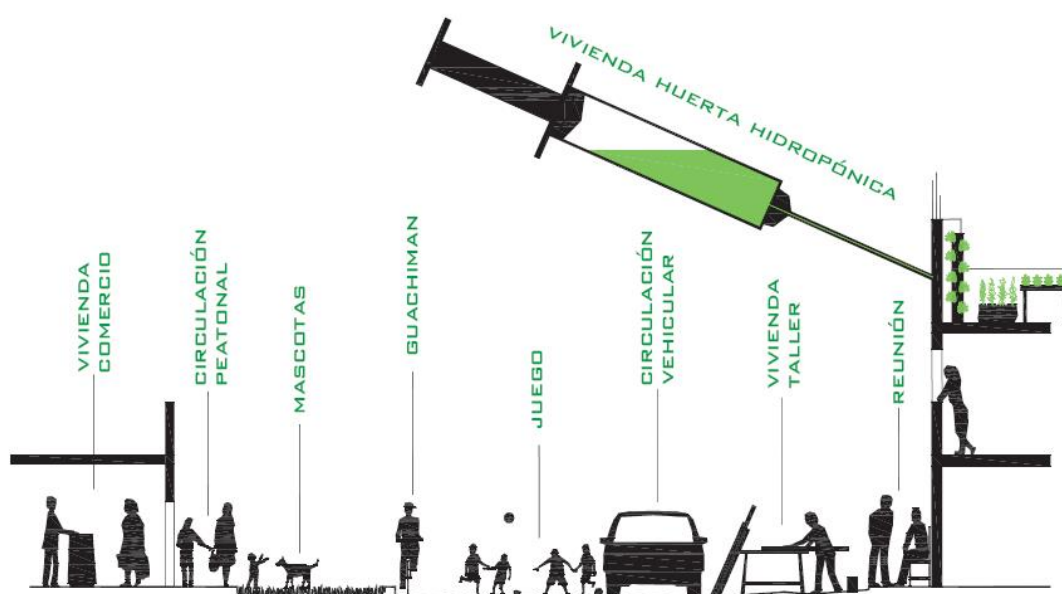 VIVIENDA HUERTA HIDROPÓNICA
VIVIENDA
COMERCIO
CIRCULACIÓN
PEATONAL
MASCOTAS
GUACHIMAN
JUEGO
CIRCULACIÓN
VEHICULAR
VIVIENDA
TALLER
REUNIÓN